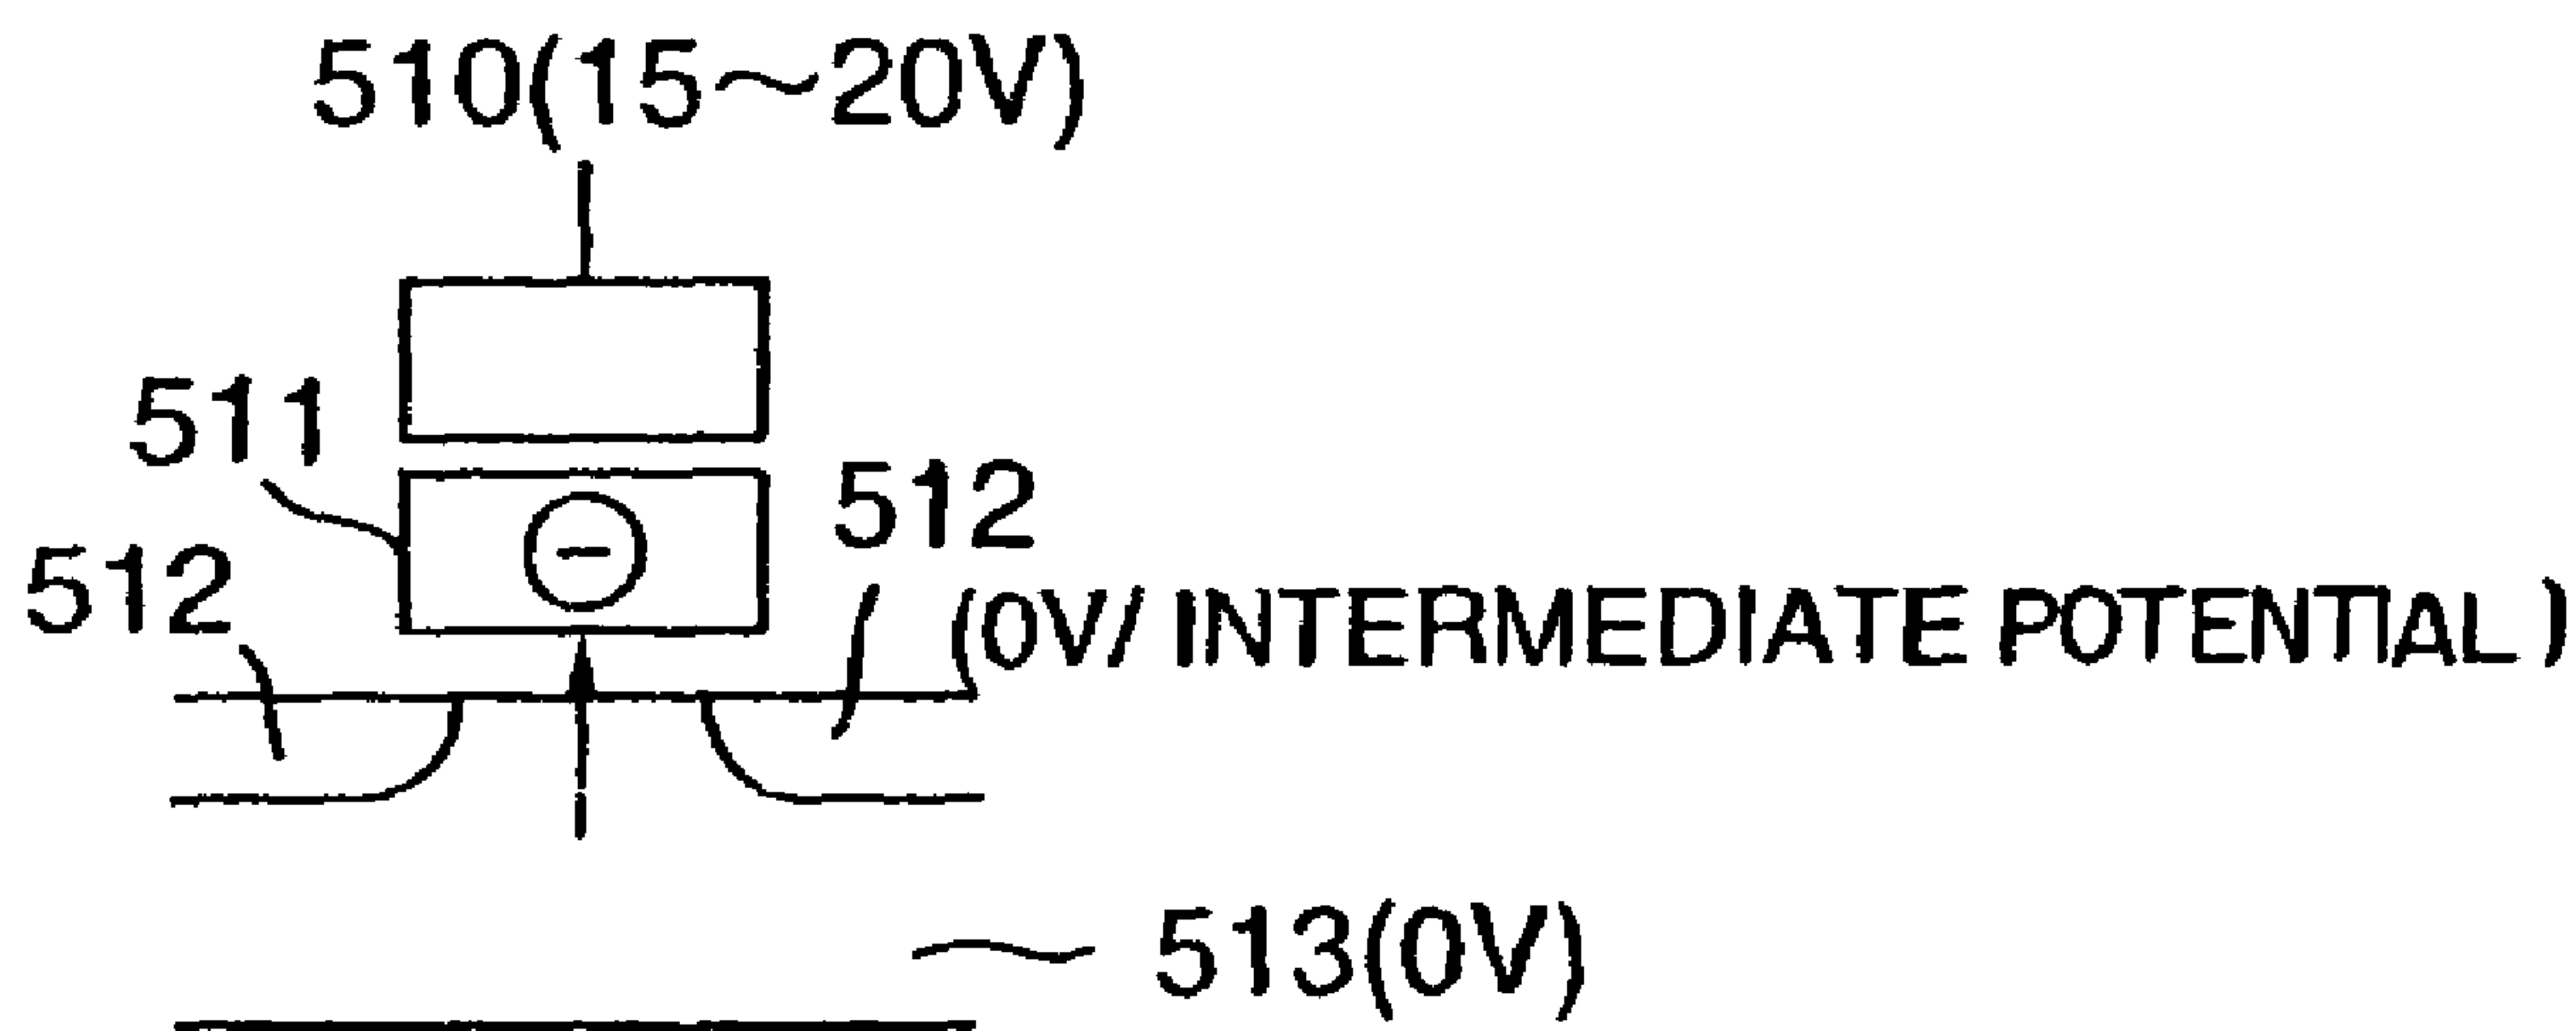 510(15~20V)
511
512
512
(0V/ INTERMEDIATE POTENTIAL)
513(0V)